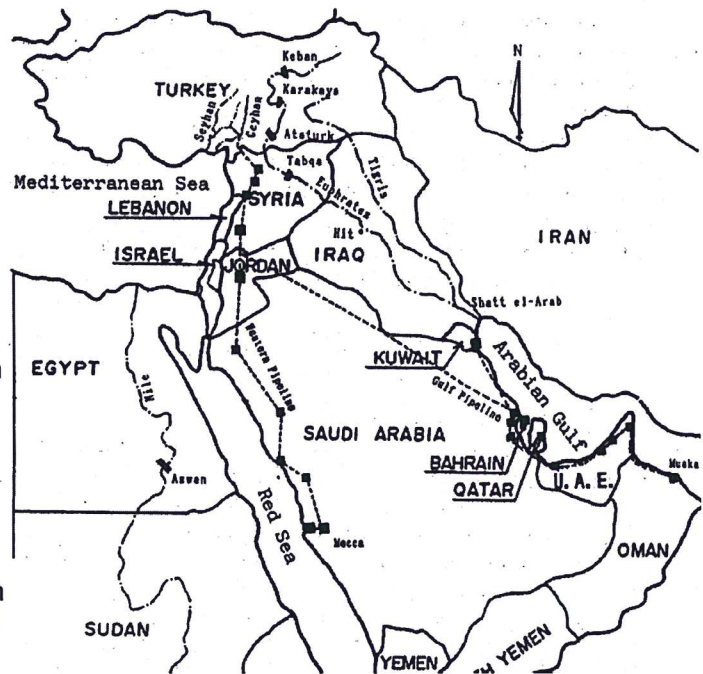 N
Keban
TURKEY
Karakaya
Seyhan
Ceyhan
Ataturk
Tabqa
Tigris
Mediterranean Sea
Euphrates
LEBANON
SYRIA
Hit
IRAN
ISRAEL
IRAQ
JORDAN
Shatt el-Arab
EGYPT
Western Pipeline
KUWAIT
Arabian Gulf
Nile
Gulf Pipeline
SAUDI ARABIA
BAHRAIN
Aswan
QATAR
U. A. E.
Red Sea
Mecca
OMAN
SUDAN
YEMEN
YEMEN